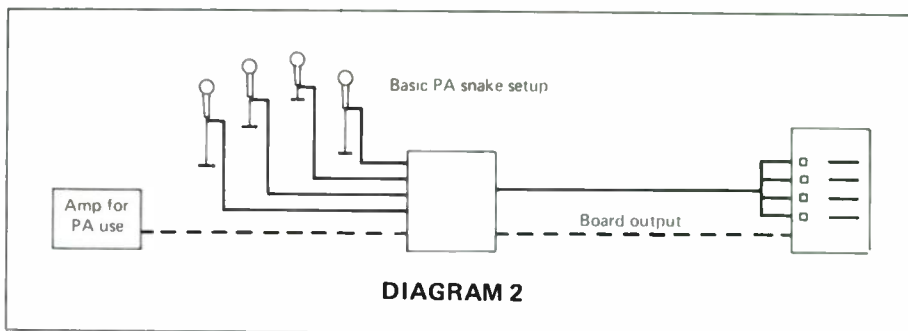 Basic PA snake setup
Amp for
PA use
Board output
DIAGRAM 2